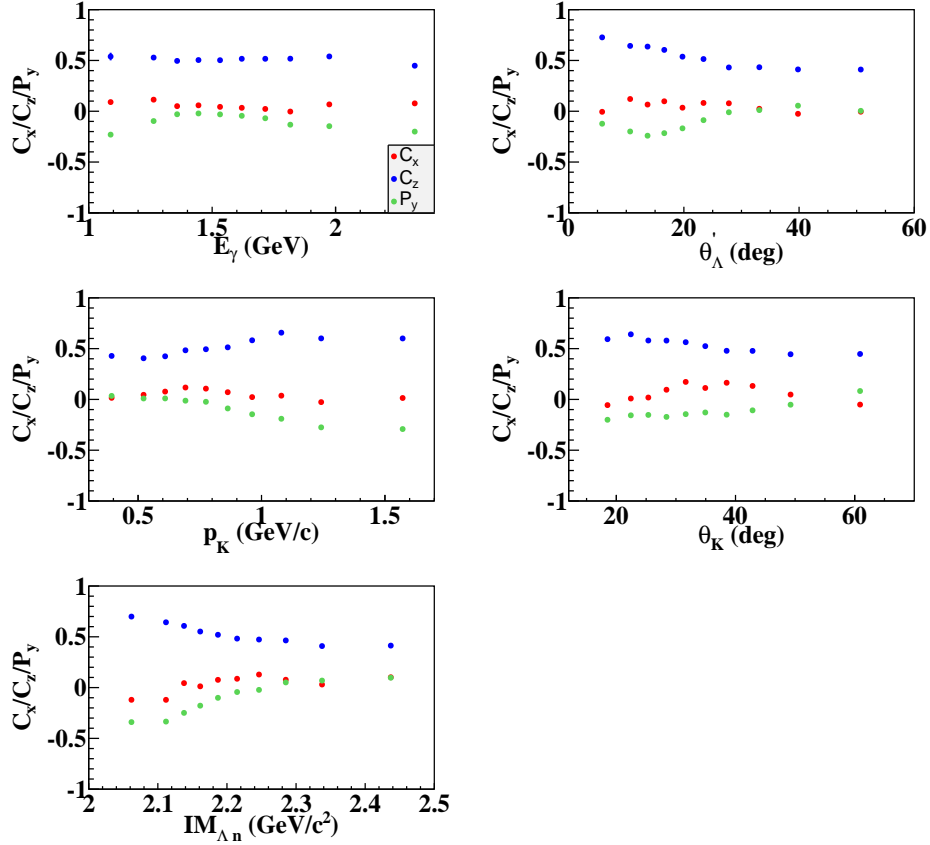 C_x/C_z/P_y
1
0.5
0
-0.5
-1
1 1.5 2
E_γ (GeV)
C_x
C_z
P_y
C_x/C_z/P_y
1
0.5
0
-0.5
-1
0 20 40 60
θ'_Λ (deg)
C_x/C_z/P_y
1
0.5
0
-0.5
-1
0.5 1 1.5
p_K (GeV/c)
C_x/C_z/P_y
1
0.5
0
-0.5
-1
20 40 60
θ_K (deg)
C_x/C_z/P_y
1
0.5
0
-0.5
-1
2 2.1 2.2 2.3 2.4 2.5
IM_{Λ n} (GeV/c²)